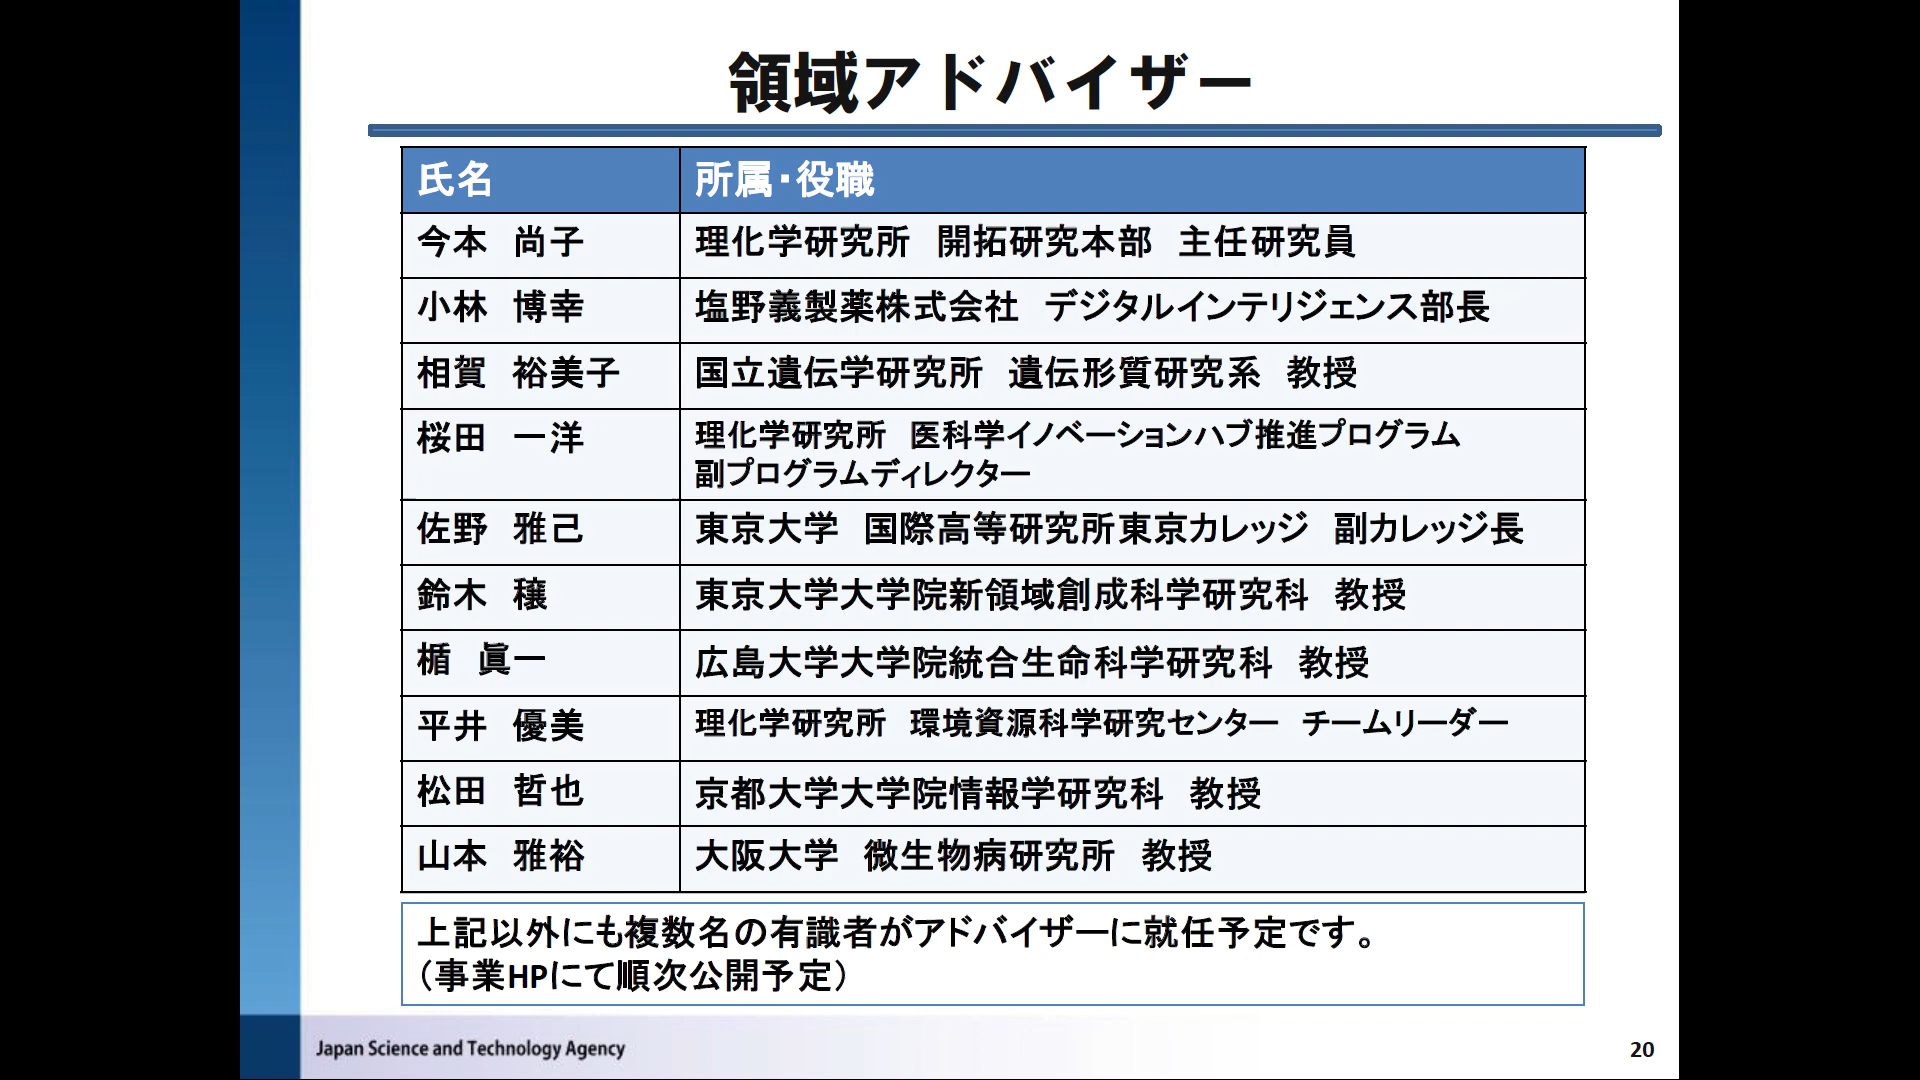 領域アドバイザー
氏名　所属・役職
今本　尚子　理化学研究所　開拓研究本部　主任研究員
小林　博幸　塩野義製薬株式会社　デジタルインテリジェンス部長
相賀　裕美子　国立遺伝学研究所　遺伝形質研究系　教授
桜田　一洋　理化学研究所　医科学イノベーションハブ推進プログラム
副プログラムディレクター
佐野　雅己　東京大学　国際高等研究所東京カレッジ　副カレッジ長
鈴木　穣　東京大学大学院新領域創成科学研究科　教授
楯　眞一　広島大学大学院統合生命科学研究科　教授
平井　優美　理化学研究所　環境資源科学研究センター　チームリーダー
松田　哲也　京都大学大学院情報学研究科　教授
山本　雅裕　大阪大学　微生物病研究所　教授
上記以外にも複数名の有識者がアドバイザーに就任予定です。
（事業HPにて順次公開予定）
Japan Science and Technology Agency
20